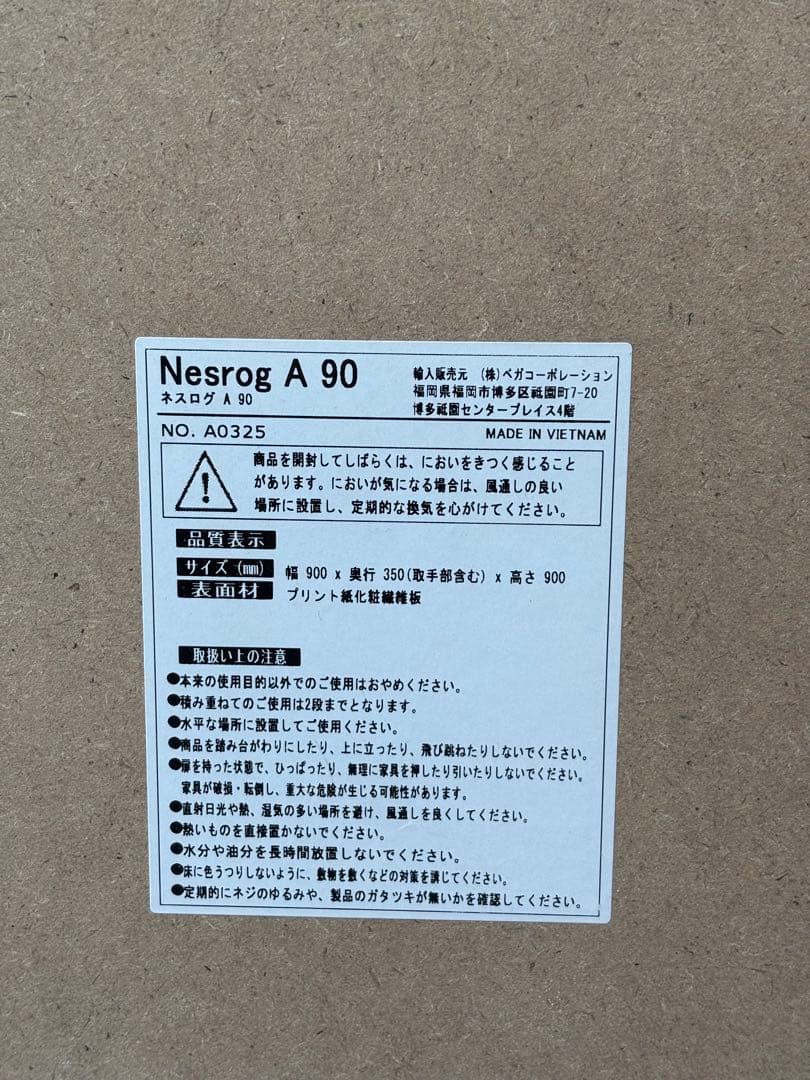 Nesrog A 90
ネスログ A 90
輸入販売元 (株)ベガコーポレーション
福岡県福岡市博多区祗園町7-20
博多祗園センタープレイス4階
NO. A0325
MADE IN VIETNAM
商品を開封してしばらくは、においをきつく感じること
があります。においが気になる場合は、風通しの良い
場所に設置し、定期的な換気を心がけてください。
品質表示
サイズ(mm) 幅 900 x 奥行 350(取手部含む) x 高さ 900
表面材 プリント紙化粧繊維板
取扱い上の注意
●本来の使用目的以外でのご使用はおやめください。
●積み重ねてのご使用は2段までとなります。
●水平な場所に設置してご使用ください。
●商品を踏み台がわりにしたり、上に立ったり、飛び跳ねたりしないでください。
●扉を持った状態で、ひっぱったり、無理に家具を押したり引いたりしないでください。
家具が破損・転倒し、重大な危険が生じる可能性があります。
●直射日光や熱、湿気の多い場所を避け、風通しを良くしてください。
●熱いものを直接置かないでください。
●水分や油分を長時間放置しないでください。
●床に色うつりしないように、敷物を敷くなどの対策を講じてください。
●定期的にネジのゆるみや、製品のガタツキが無いかを確認してください。